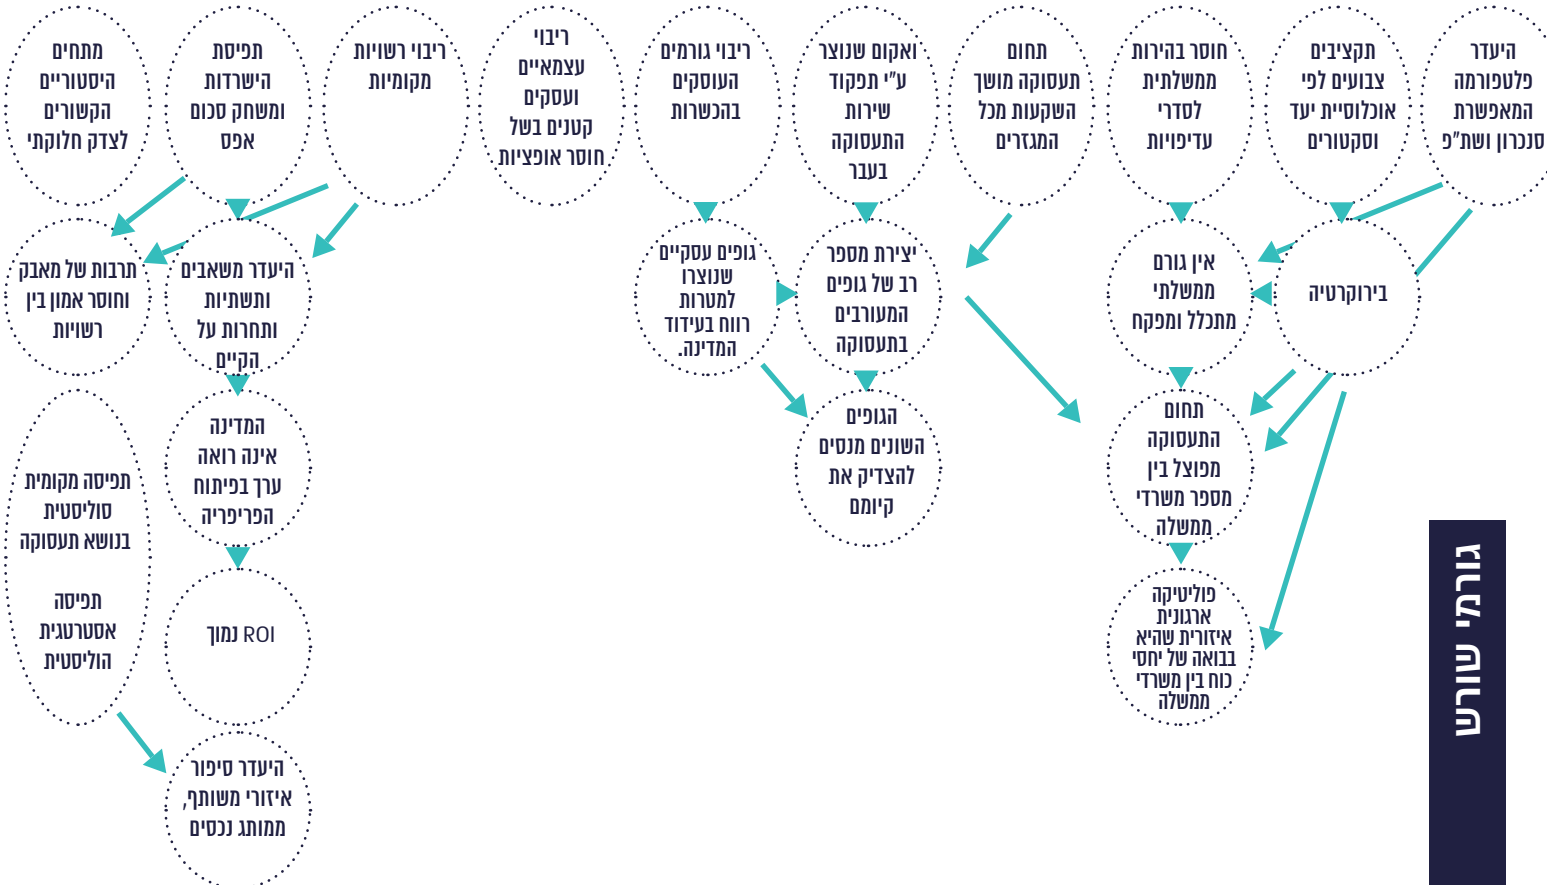 היעדר
פלטפורמה
המאפשרת
סנכרון ושת"פ
תקציבים
צבועים לפי
אוכלוסיית יעד
וסקטורים
חוסר בהירות
ממשלתית
לסדרי
עדיפויות
תחום
תעסוקה מושך
השקעות מכל
המגזרים
ואקום שנוצר
ע"י תפקוד
שירות
התעסוקה
בעבר
ריבוי גורמים
העוסקים
בהכשרות
ריבוי
עצמאיים
ועסקים
קטנים בשל
חוסר אופציות
ריבוי רשויות
מקומיות
תפיסת
הישרדות
ומשחק סכום
אפס
מתחים
היסטוריים
הקשורים
לצדק חלוקתי
בירוקרטיה
אין גורם
ממשלתי
מתכלל ומפקח
יצירת מספר
רב של גופים
המעורבים
בתעסוקה
גופים עסקיים
שנוצרו
למטרות
רווח בעידוד
המדינה.
היעדר משאבים
ותשתיות
ותחרות על
הקיים
תרבות של מאבק
וחוסר אמון בין
רשויות
תחום
התעסוקה
מפוצל בין
מספר משרדי
ממשלה
הגופים
השונים מנסים
להצדיק את
קיומם
המדינה
אינה רואה
ערך בפיתוח
הפריפריה
תפיסה מקומית
סוליסטית
בנושא תעסוקה
תפיסה
אסטרטגית
הוליסטית
פוליטיקה
ארגונית
איזורית שהיא
בבואה של יחסי
כוח בין משרדי
ממשלה
ROI נמוך
היעדר סיפור
איזורי משותף,
ממותג נכסים
גורמי שורש